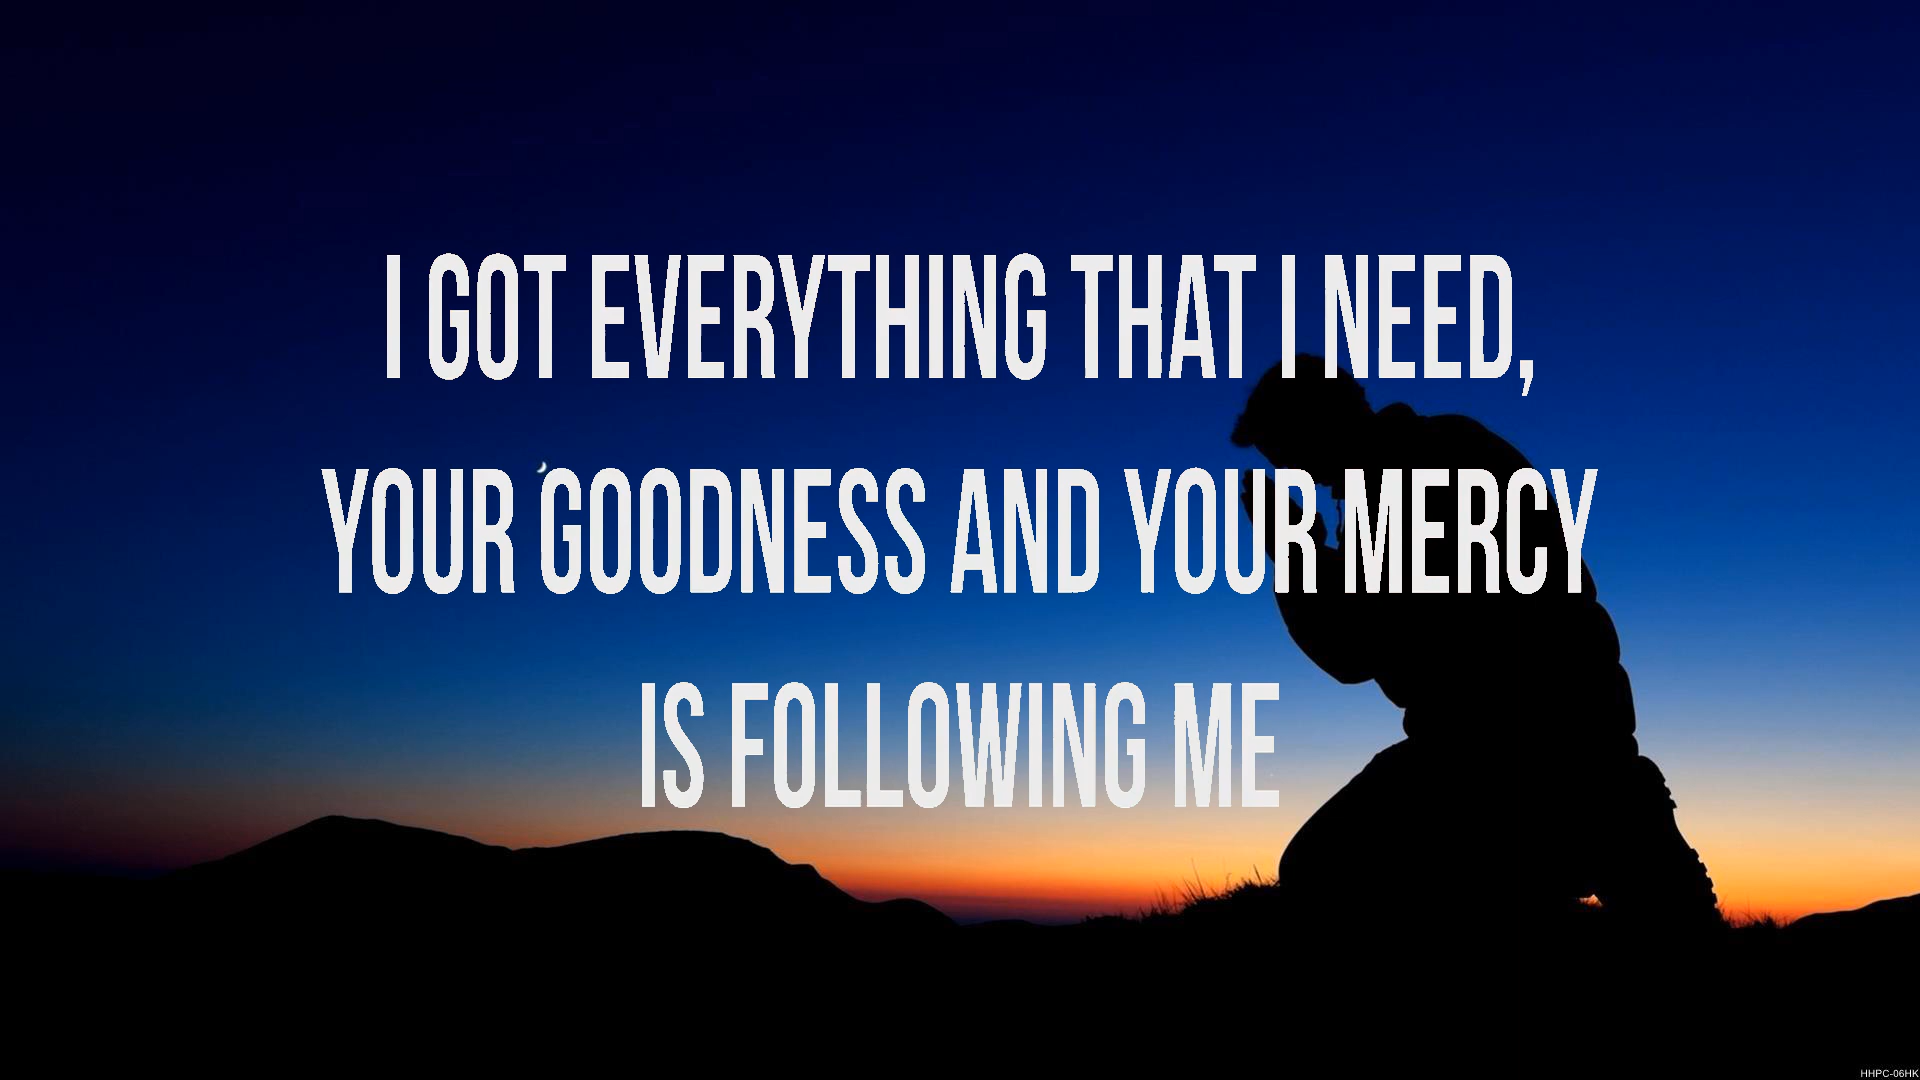 I GOT EVERYTHING THAT I NEED,
YOUR GOODNESS AND YOUR MERCY
IS FOLLOWING ME
HHPC-06HK